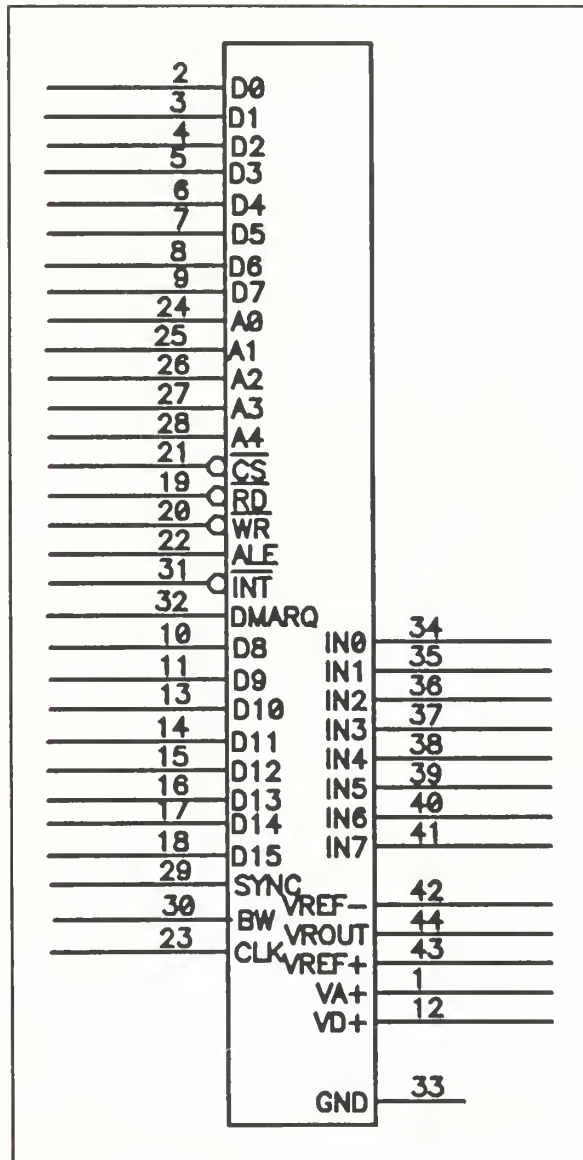 2 D0
3 D1
4 D2
5 D3
6 D4
7 D5
8 D6
9 D7
24 A0
25 A1
26 A2
27 A3
28 A4
21 CS
19 RD
20 WR
22 ALE
31 INT
32 DMARQ
10 D8
11 D9
13 D10
14 D11
15 D12
16 D13
17 D14
18 D15
29 SYNC
30 BW
23 CLK
IN0 34
IN1 35
IN2 36
IN3 37
IN4 38
IN5 39
IN6 40
IN7 41
VREF- 42
VROUT 44
VREF+ 43
VA+ 1
VD+ 12
GND 33